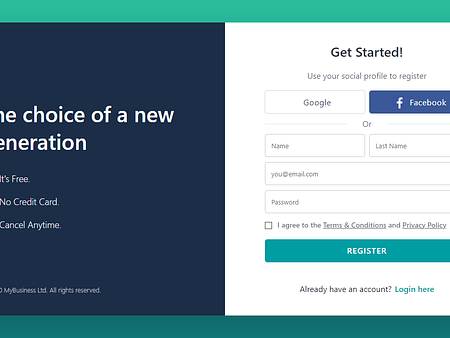 choice of a new
It's Free.
No Credit Card.
Cancel Anytime.
MyBusiness Ltd. All rights reserved.
Get Started!
Use your social profile to register
Google
Facebook
Or
Name
Last Name
you@email.com
Password
I agree to the Terms & Conditions and Privacy Policy
REGISTER
Already have an account? Login here